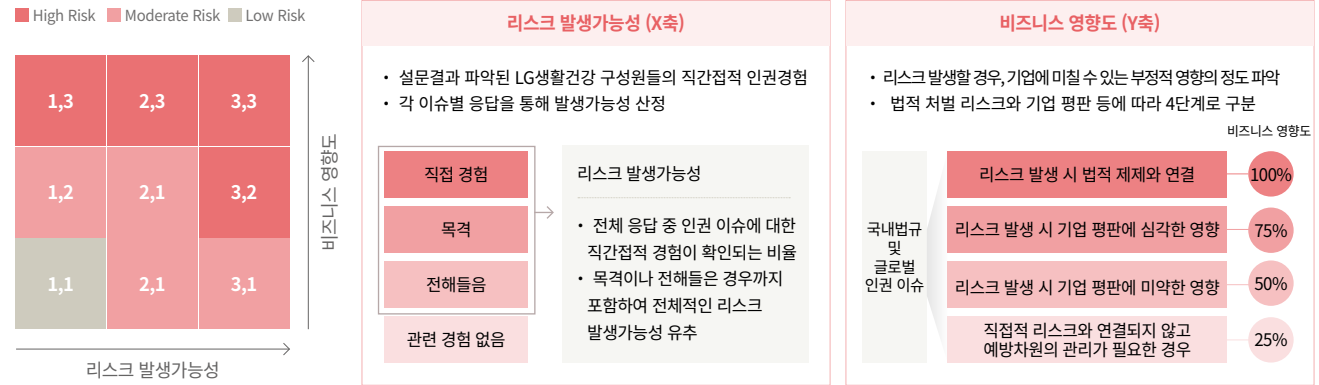 High Risk Moderate Risk Low Risk
1,3 2,3 3,3
1,2 2,1 3,2
1,1 2,1 3,1
비즈니스 영향도
리스크 발생가능성
리스크 발생가능성 (X축)
• 설문결과 파악된 LG생활건강 구성원들의 직간접적 인권경험
• 각 이슈별 응답을 통해 발생가능성 산정
직접 경험
목격
전해들음
관련 경험 없음
리스크 발생가능성
• 전체 응답 중 인권 이슈에 대한
직간접적 경험이 확인되는 비율
• 목격이나 전해들은 경우까지
포함하여 전체적인 리스크
발생가능성 유추
비즈니스 영향도 (Y축)
• 리스크 발생할 경우, 기업에 미칠 수 있는 부정적 영향의 정도 파악
• 법적 처벌 리스크와 기업 평판 등에 따라 4단계로 구분
비즈니스 영향도
국내법규
및
글로벌
인권 이슈
리스크 발생 시 법적 제제와 연결 100%
리스크 발생 시 기업 평판에 심각한 영향 75%
리스크 발생 시 기업 평판에 미약한 영향 50%
직접적 리스크와 연결되지 않고
예방차원의 관리가 필요한 경우 25%